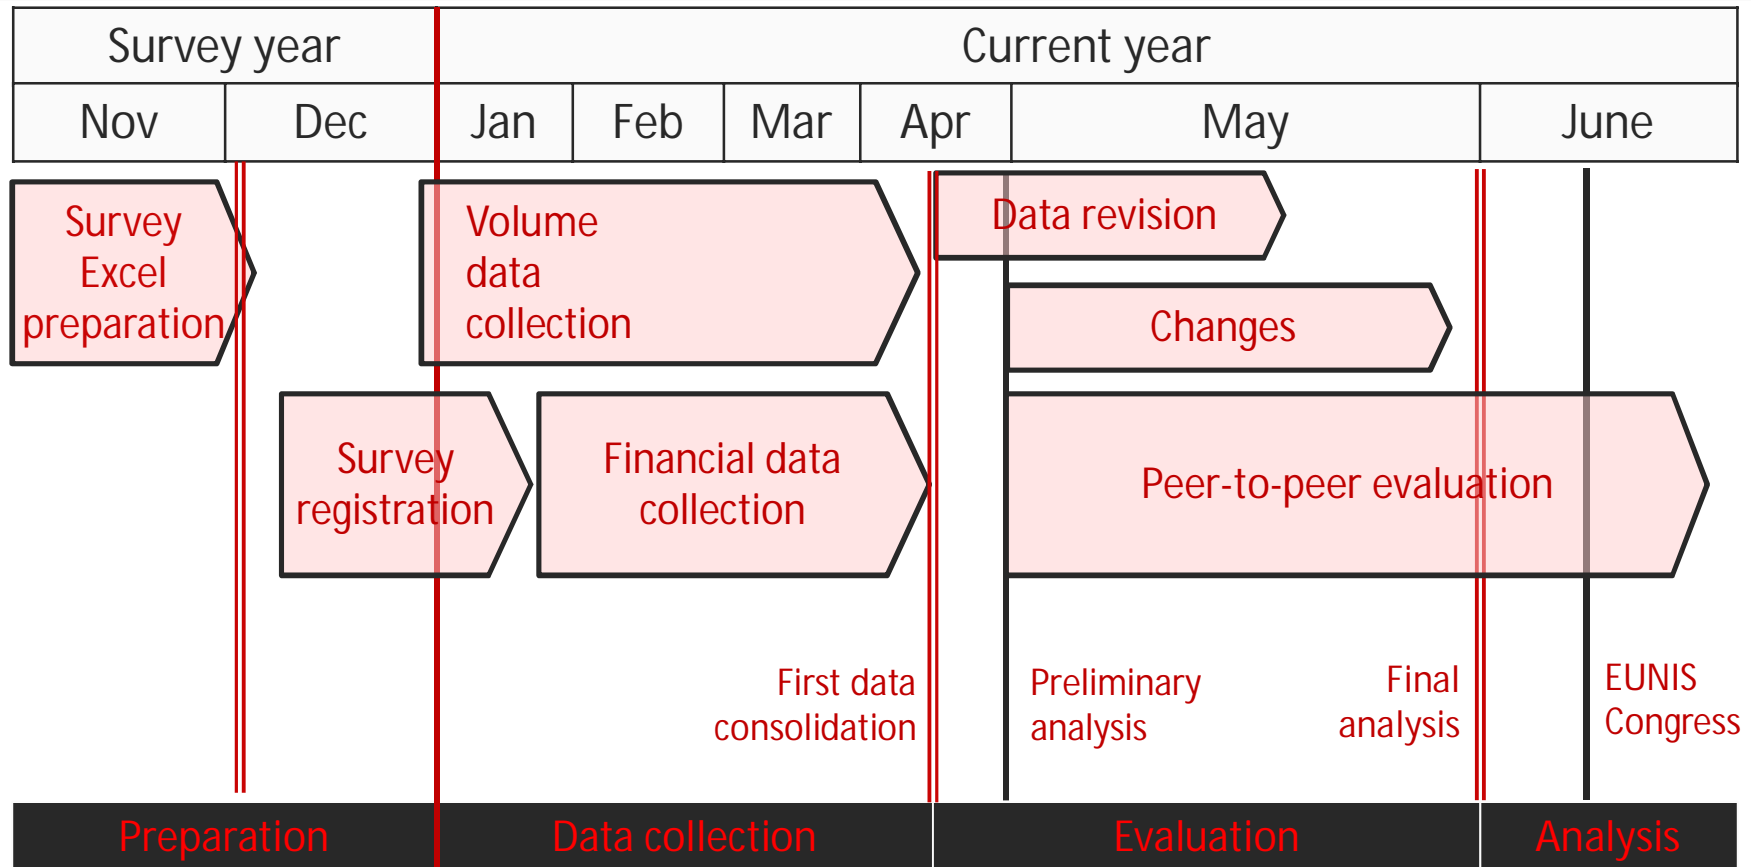 Survey year
Current year
Nov
Dec
Jan
Feb
Mar
Apr
May
June
Survey
Excel
preparation
Volume
data
collection
Data revision
Changes
Survey
registration
Financial data
collection
Peer-to-peer evaluation
First data
consolidation
Preliminary
analysis
Final
analysis
EUNIS
Congress
Preparation
Data collection
Evaluation
Analysis